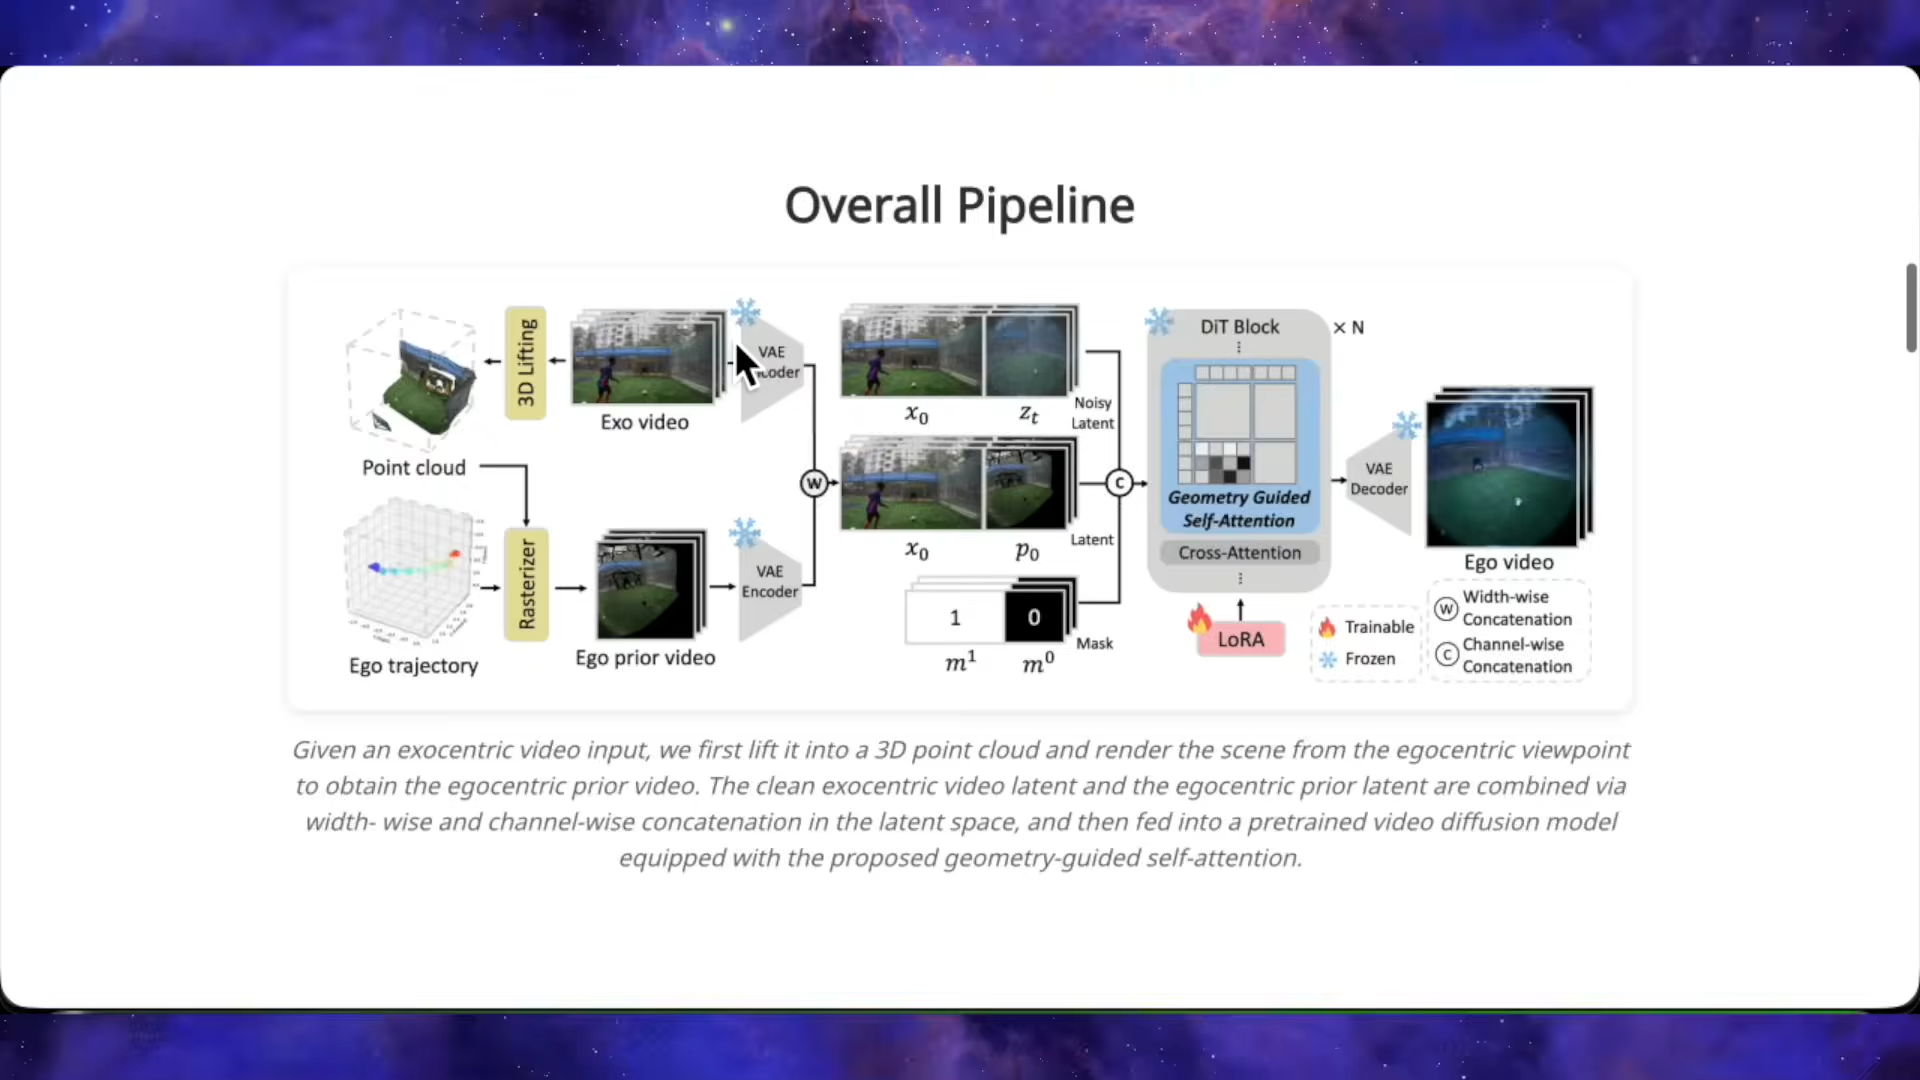 Overall Pipeline
3D Lifting
Exo video
VAE
coder
Point cloud
Ego trajectory
Rasterizer
Ego prior video
VAE
Encoder
W
x0
zt
Noisy
Latent
x0
p0
Latent
1
0
m1
m0
Mask
C
DiT Block
× N
Geometry Guided
Self-Attention
Cross-Attention
LoRA
VAE
Decoder
Ego video
Trainable
Frozen
W
Width-wise
Concatenation
C
Channel-wise
Concatenation
Given an exocentric video input, we first lift it into a 3D point cloud and render the scene from the egocentric viewpoint
to obtain the egocentric prior video. The clean exocentric video latent and the egocentric prior latent are combined via
width- wise and channel-wise concatenation in the latent space, and then fed into a pretrained video diffusion model
equipped with the proposed geometry-guided self-attention.